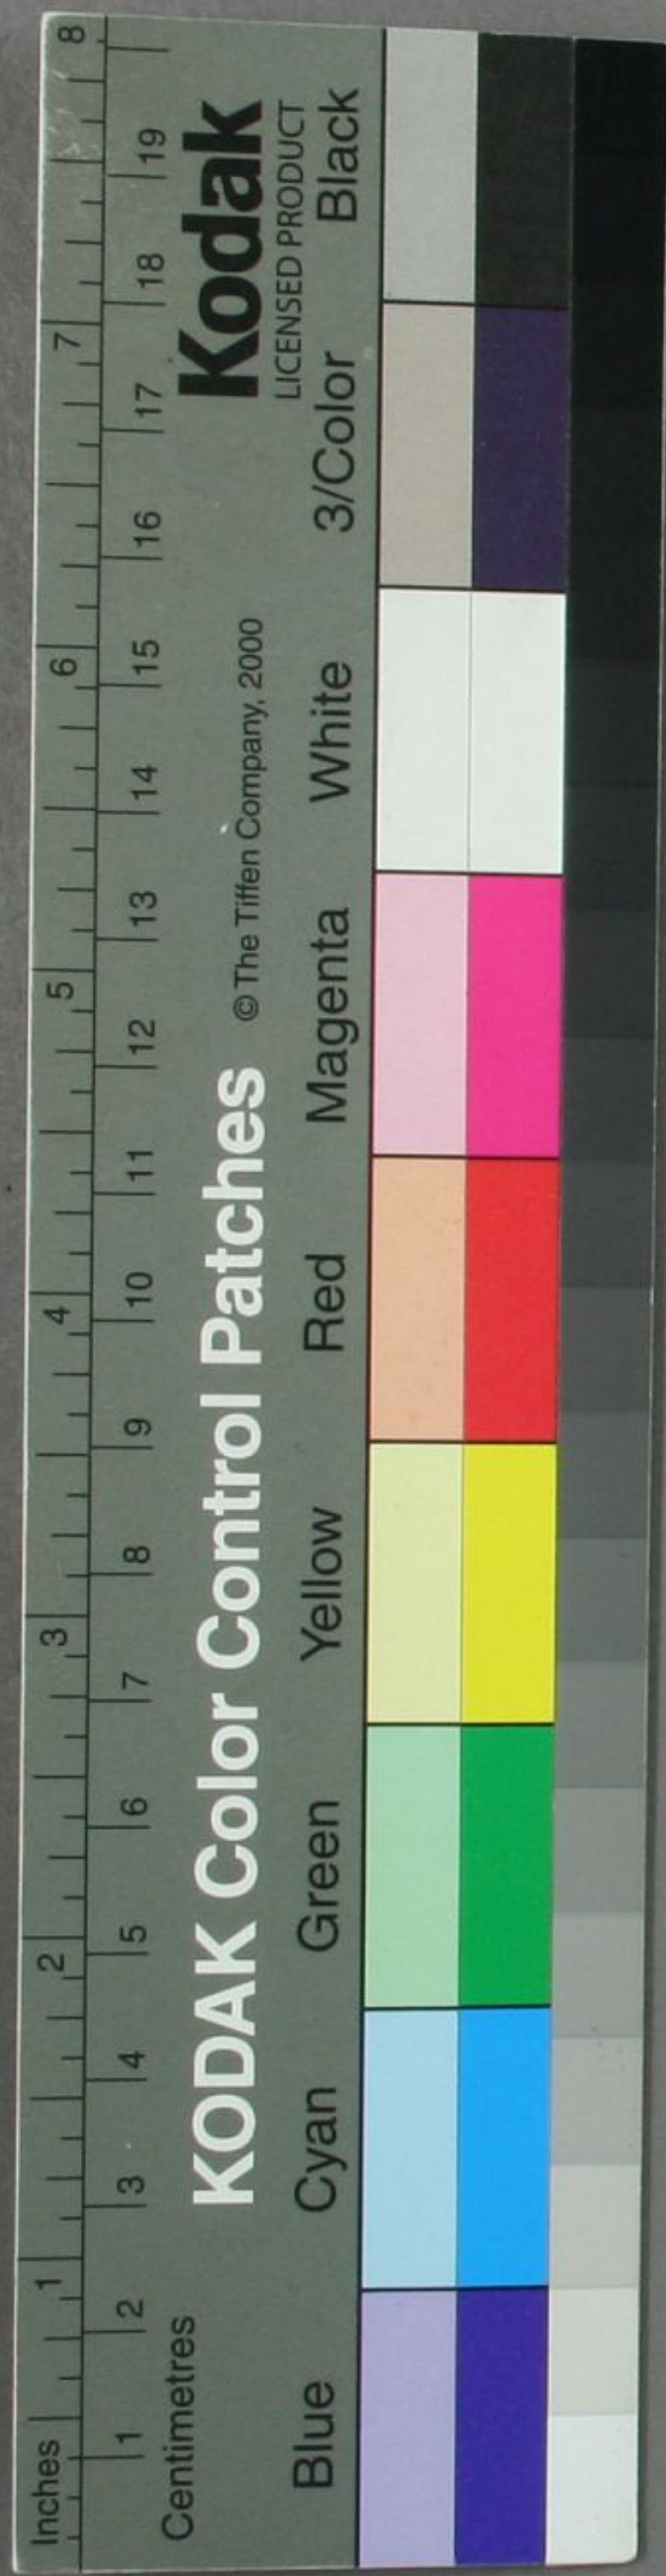 Inches 1 2 3 4 5 6 7 8
1 2 3 4 5 6 7 8 9 10 11 12 13 14 15 16 17 18 19
Centimetres
KODAK Color Control Patches © The Tiffen Company, 2000 Kodak
LICENSED PRODUCT
Blue Cyan Green Yellow Red Magenta White 3/Color Black